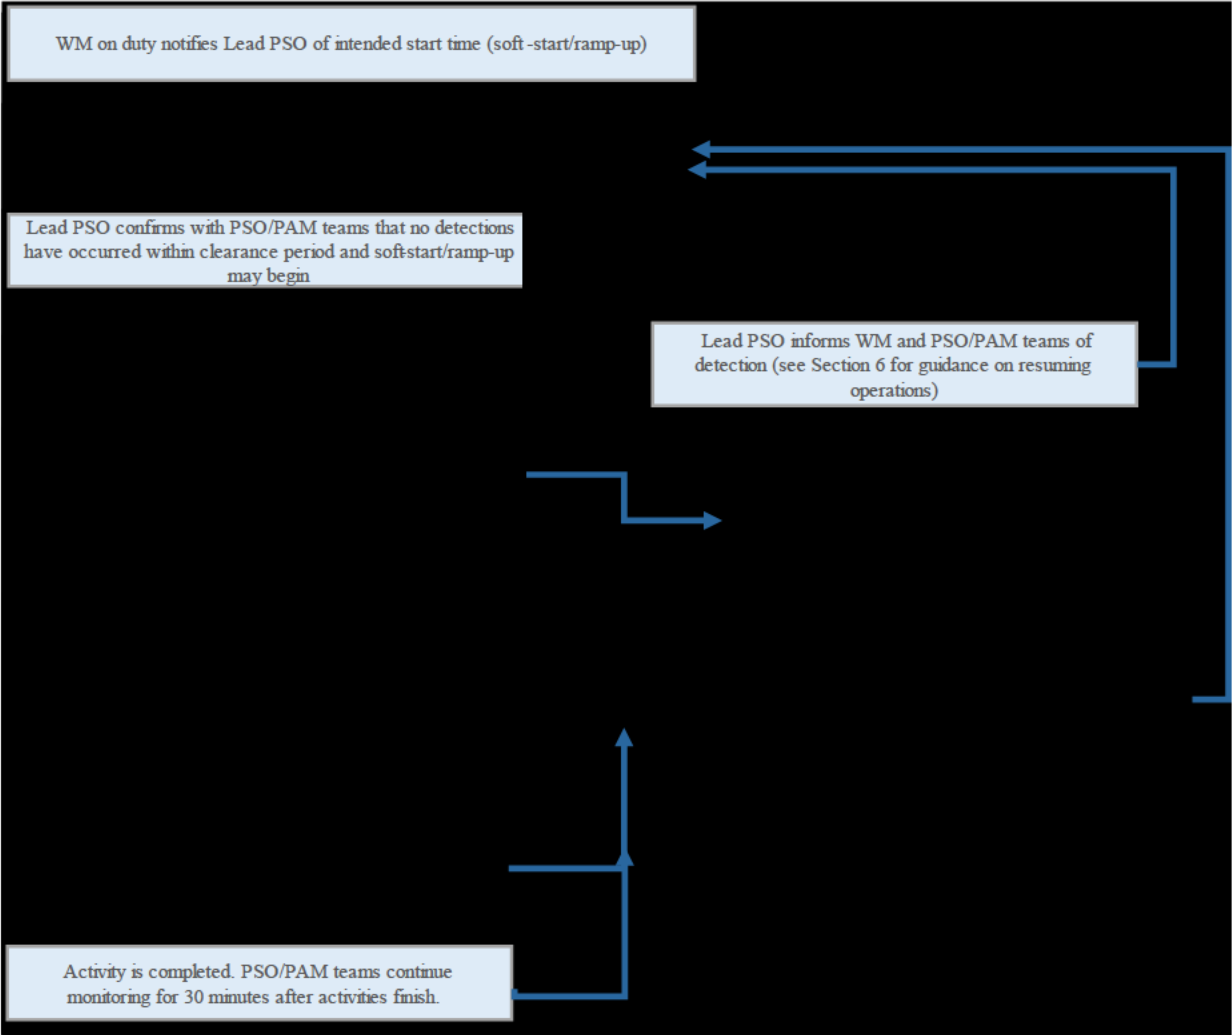 WM on duty notifies Lead PSO of intended start time (soft-start/ramp-up)
Lead PSO confirms with PSO/PAM teams that no detections
have occurred within clearance period and soft-start/ramp-up
may begin
Lead PSO informs WM and PSO/PAM teams of
detection (see Section 6 for guidance on resuming
operations)
Activity is completed. PSO/PAM teams continue
monitoring for 30 minutes after activities finish.